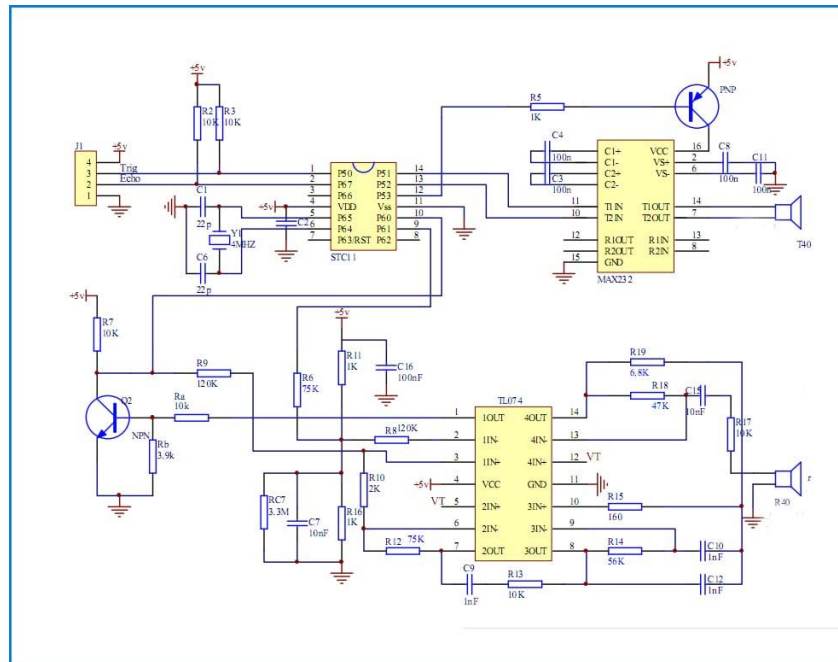 +5v
+5v
PNP
R5
1K
R2
10K
R3
10K
J1
+5v
4
3
2
1
Trig
Echo
C4
100n
C3
100n
C1+
C1-
C2+
C2-
VCC
VS+
VS-
16
2
6
C8
100n
C11
100n
1
2
3
4
5
6
7
P50
P67
P66
VDD
P65
P64
P63/RST
P51
P52
P53
Vss
P60
P61
P62
14
13
12
11
10
9
8
STC11
+5v
C2
C1
22p
Y1
4MHZ
C6
22p
11
10
T1IN
T2IN
T1OUT
T2OUT
14
7
T40
12
9
15
R1OUT
R2OUT
GND
R1IN
R2IN
13
8
MAX232
+5v
R7
10K
R9
120K
+5v
R11
1K
C16
100nF
R6
75K
Q2
NPN
Ra
10k
Rb
3.9k
R8
120K
R10
2K
RC7
3.3M
C7
10nF
R16
1K
R12
75K
TL074
1
2
3
4
5
6
7
1OUT
1IN-
1IN+
VCC
2IN+
2IN-
2OUT
4OUT
4IN-
4IN+
GND
3IN+
3IN-
3OUT
14
13
12
11
10
9
8
+5v
VT
VT
R19
6.8K
R18
47K
C15
10nF
R17
10K
r
R40
R15
160
R14
56K
C10
1nF
C12
1nF
C9
1nF
R13
10K